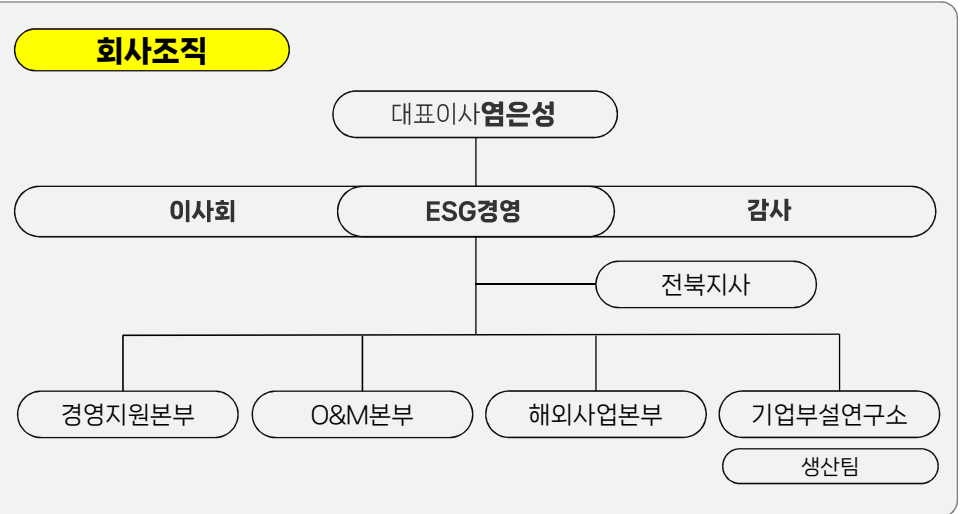 회사조직
대표이사염은성
이사회 ESG경영 감사
전북지사
경영지원본부 O&M본부 해외사업본부 기업부설연구소
생산팀